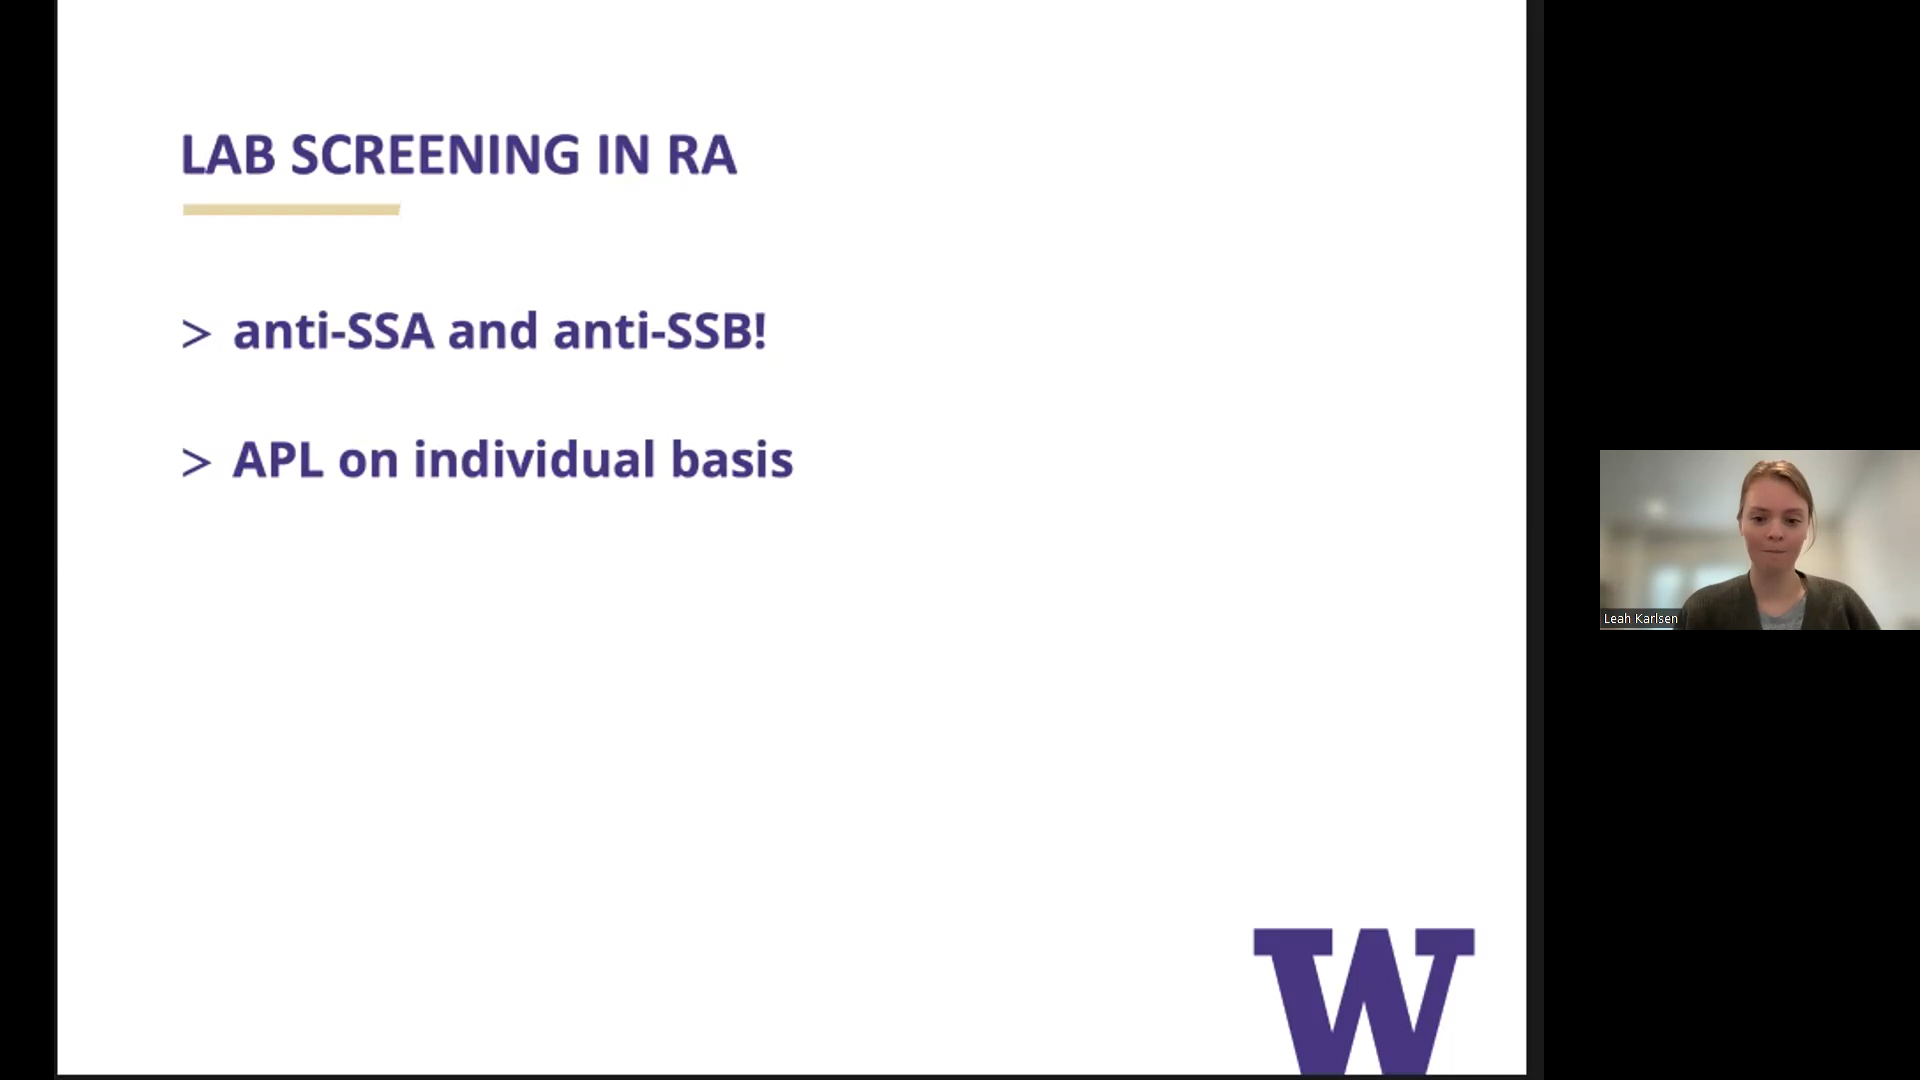 LAB SCREENING IN RA
> anti-SSA and anti-SSB!
> APL on individual basis
W
Leah Karlsen